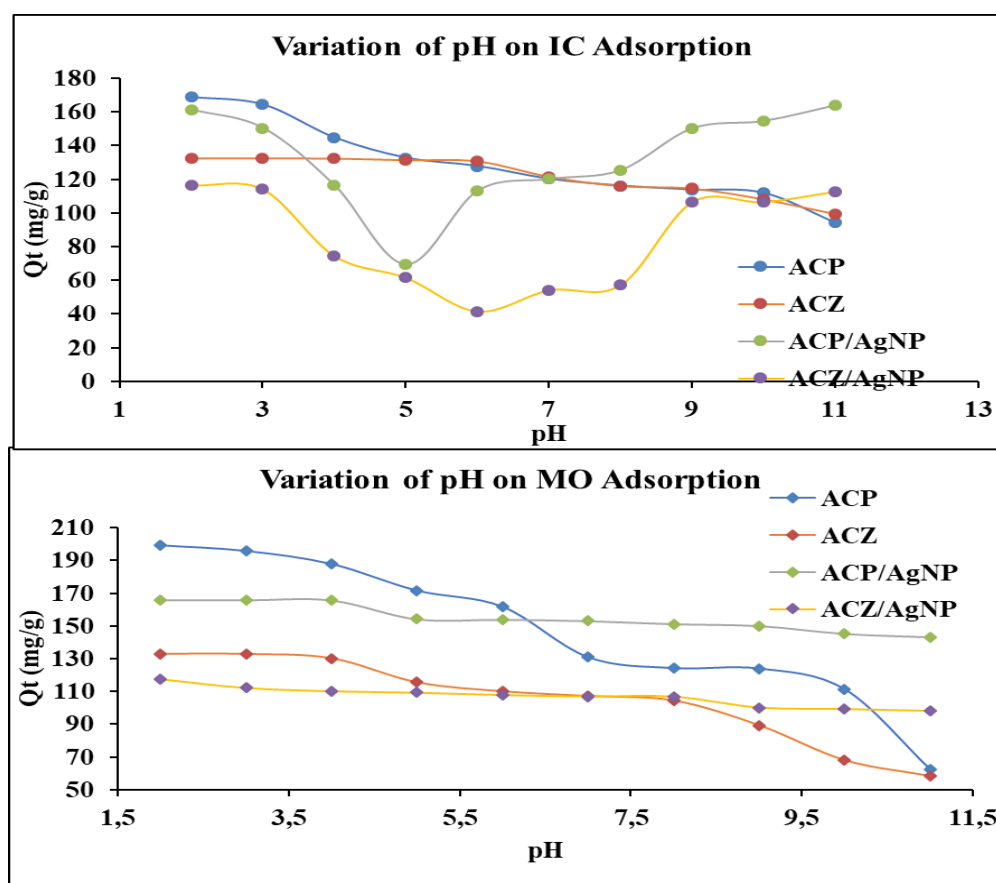 Variation of pH on IC Adsorption
180
160
140
120
100
80
60
40
20
0
Qt (mg/g)
1 3 5 7 9 11 13
pH
ACP
ACZ
ACP/AgNP
ACZ/AgNP
Variation of pH on MO Adsorption
210
190
170
150
130
110
90
70
50
Qt (mg/g)
1,5 3,5 5,5 7,5 9,5 11,5
pH
ACP
ACZ
ACP/AgNP
ACZ/AgNP